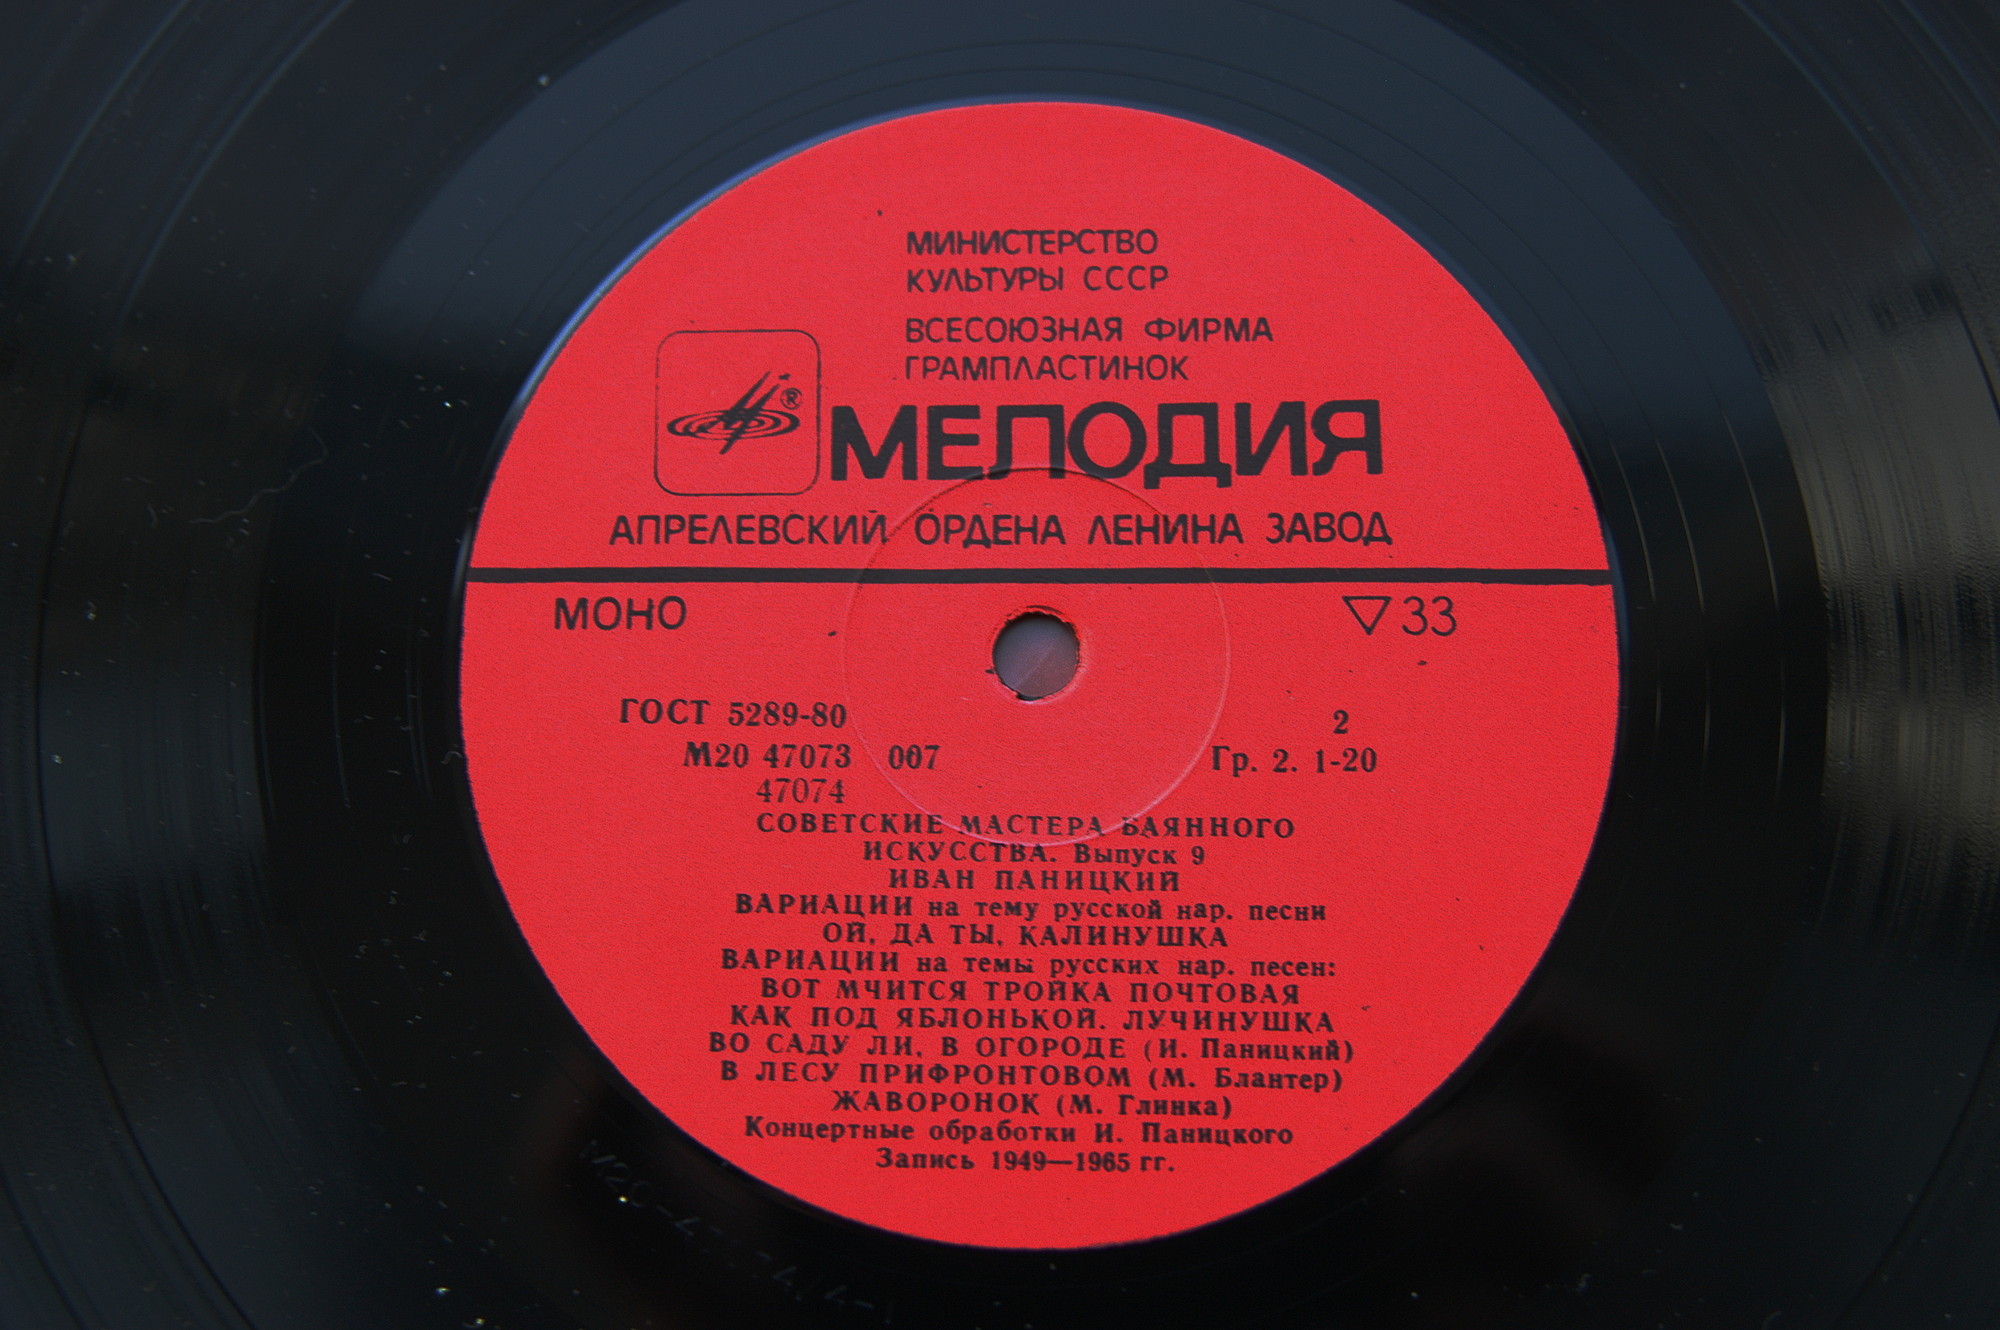 МИНИСТЕРСТВО
КУЛЬТУРЫ СССР
ВСЕСОЮЗНАЯ ФИРМА
ГРАМПЛАСТИНОК
®
МЕЛОДИЯ
АПРЕЛЕВСКИЙ ОРДЕНА ЛЕНИНА ЗАВОД
МОНО ▽33
ГОСТ 5289-80 2
М20 47073 007 Гр. 2. 1-20
47074
СОВЕТСКИЕ МАСТЕРА БАЯННОГО
ИСКУССТВА. Выпуск 9
ИВАН ПАНИЦКИЙ
ВАРИАЦИИ на тему русской нар. песни
ОЙ, ДА ТЫ, КАЛИНУШКА
ВАРИАЦИИ на темы русских нар. песен:
ВОТ МЧИТСЯ ТРОЙКА ПОЧТОВАЯ
КАК ПОД ЯБЛОНЬКОЙ. ЛУЧИНУШКА
ВО САДУ ЛИ, В ОГОРОДЕ (И. Паницкий)
В ЛЕСУ ПРИФРОНТОВОМ (М. Блантер)
ЖАВОРОНОК (М. Глинка)
Концертные обработки И. Паницкого
Запись 1949—1965 гг.